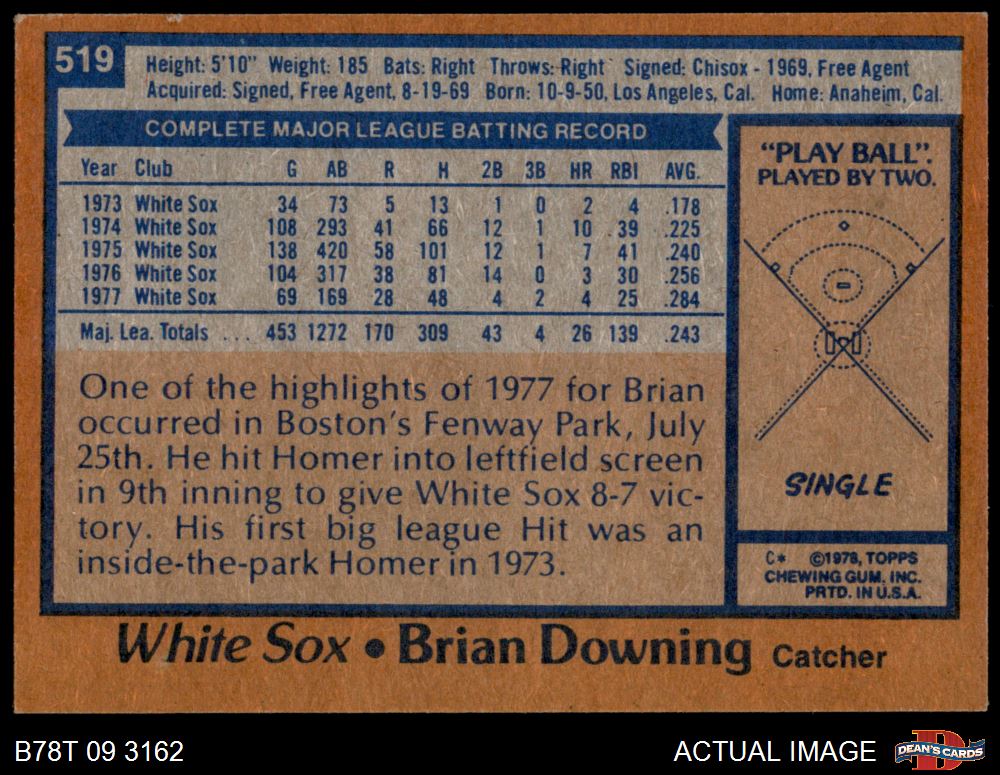 519
Height: 5'10" Weight: 185 Bats: Right Throws: Right Signed: Chisox - 1969, Free Agent
Acquired: Signed, Free Agent, 8-19-69 Born: 10-9-50, Los Angeles, Cal. Home: Anaheim, Cal.
COMPLETE MAJOR LEAGUE BATTING RECORD
Year Club G AB R H 2B 3B HR RBI AVG.
1973 White Sox 34 73 5 13 1 0 2 4 .178
1974 White Sox 108 293 41 66 12 1 10 39 .225
1975 White Sox 138 420 58 101 12 1 7 41 .240
1976 White Sox 104 317 38 81 14 0 3 30 .256
1977 White Sox 69 169 28 48 4 2 4 25 .284
Maj. Lea. Totals ... 453 1272 170 309 43 4 26 139 .243
One of the highlights of 1977 for Brian
occurred in Boston's Fenway Park, July
25th. He hit Homer into leftfield screen
in 9th inning to give White Sox 8-7 vic-
tory. His first big league Hit was an
inside-the-park Homer in 1973.
"PLAY BALL".
PLAYED BY TWO.
SINGLE
C* ©1978, TOPPS
CHEWING GUM, INC.
PRTD. IN U.S.A.
White Sox • Brian Downing Catcher
B78T 09 3162
ACTUAL IMAGE
D
DEAN'S CARDS